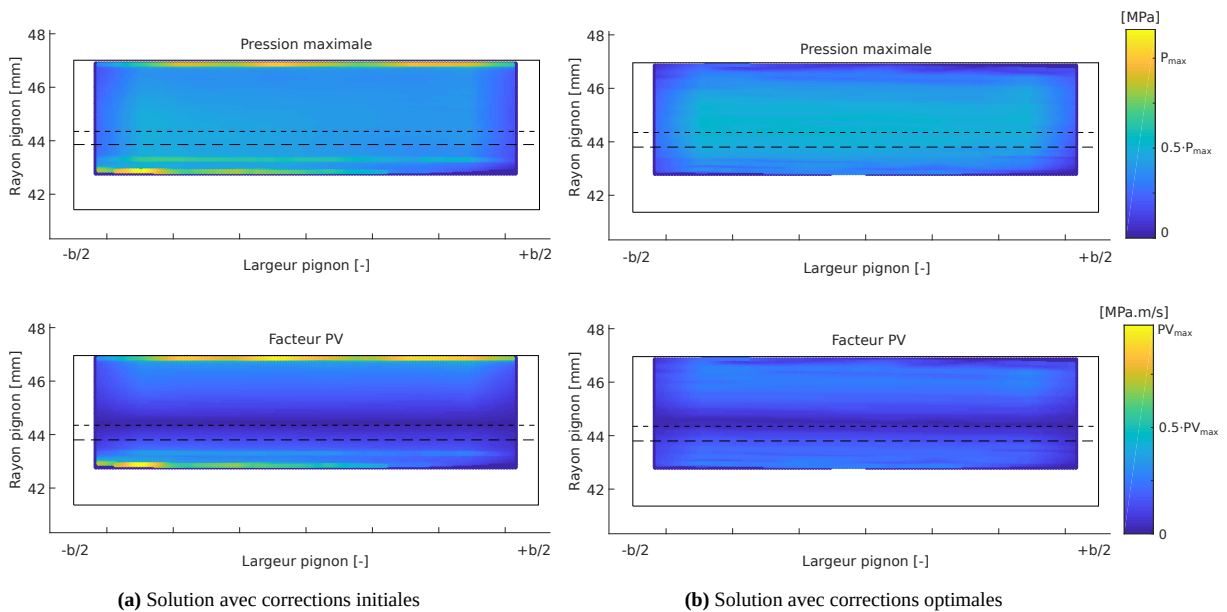 Pression maximale
Rayon pignon [mm]
48
46
44
42
-b/2
+b/2
Largeur pignon [-]
Pression maximale
Rayon pignon [mm]
48
46
44
42
-b/2
+b/2
Largeur pignon [-]
[MPa]
Pmax
0.5·Pmax
0
Facteur PV
Rayon pignon [mm]
48
46
44
42
-b/2
+b/2
Largeur pignon [-]
Facteur PV
Rayon pignon [mm]
48
46
44
42
-b/2
+b/2
Largeur pignon [-]
[MPa.m/s]
PVmax
0.5·PVmax
0
(a) Solution avec corrections initiales
(b) Solution avec corrections optimales